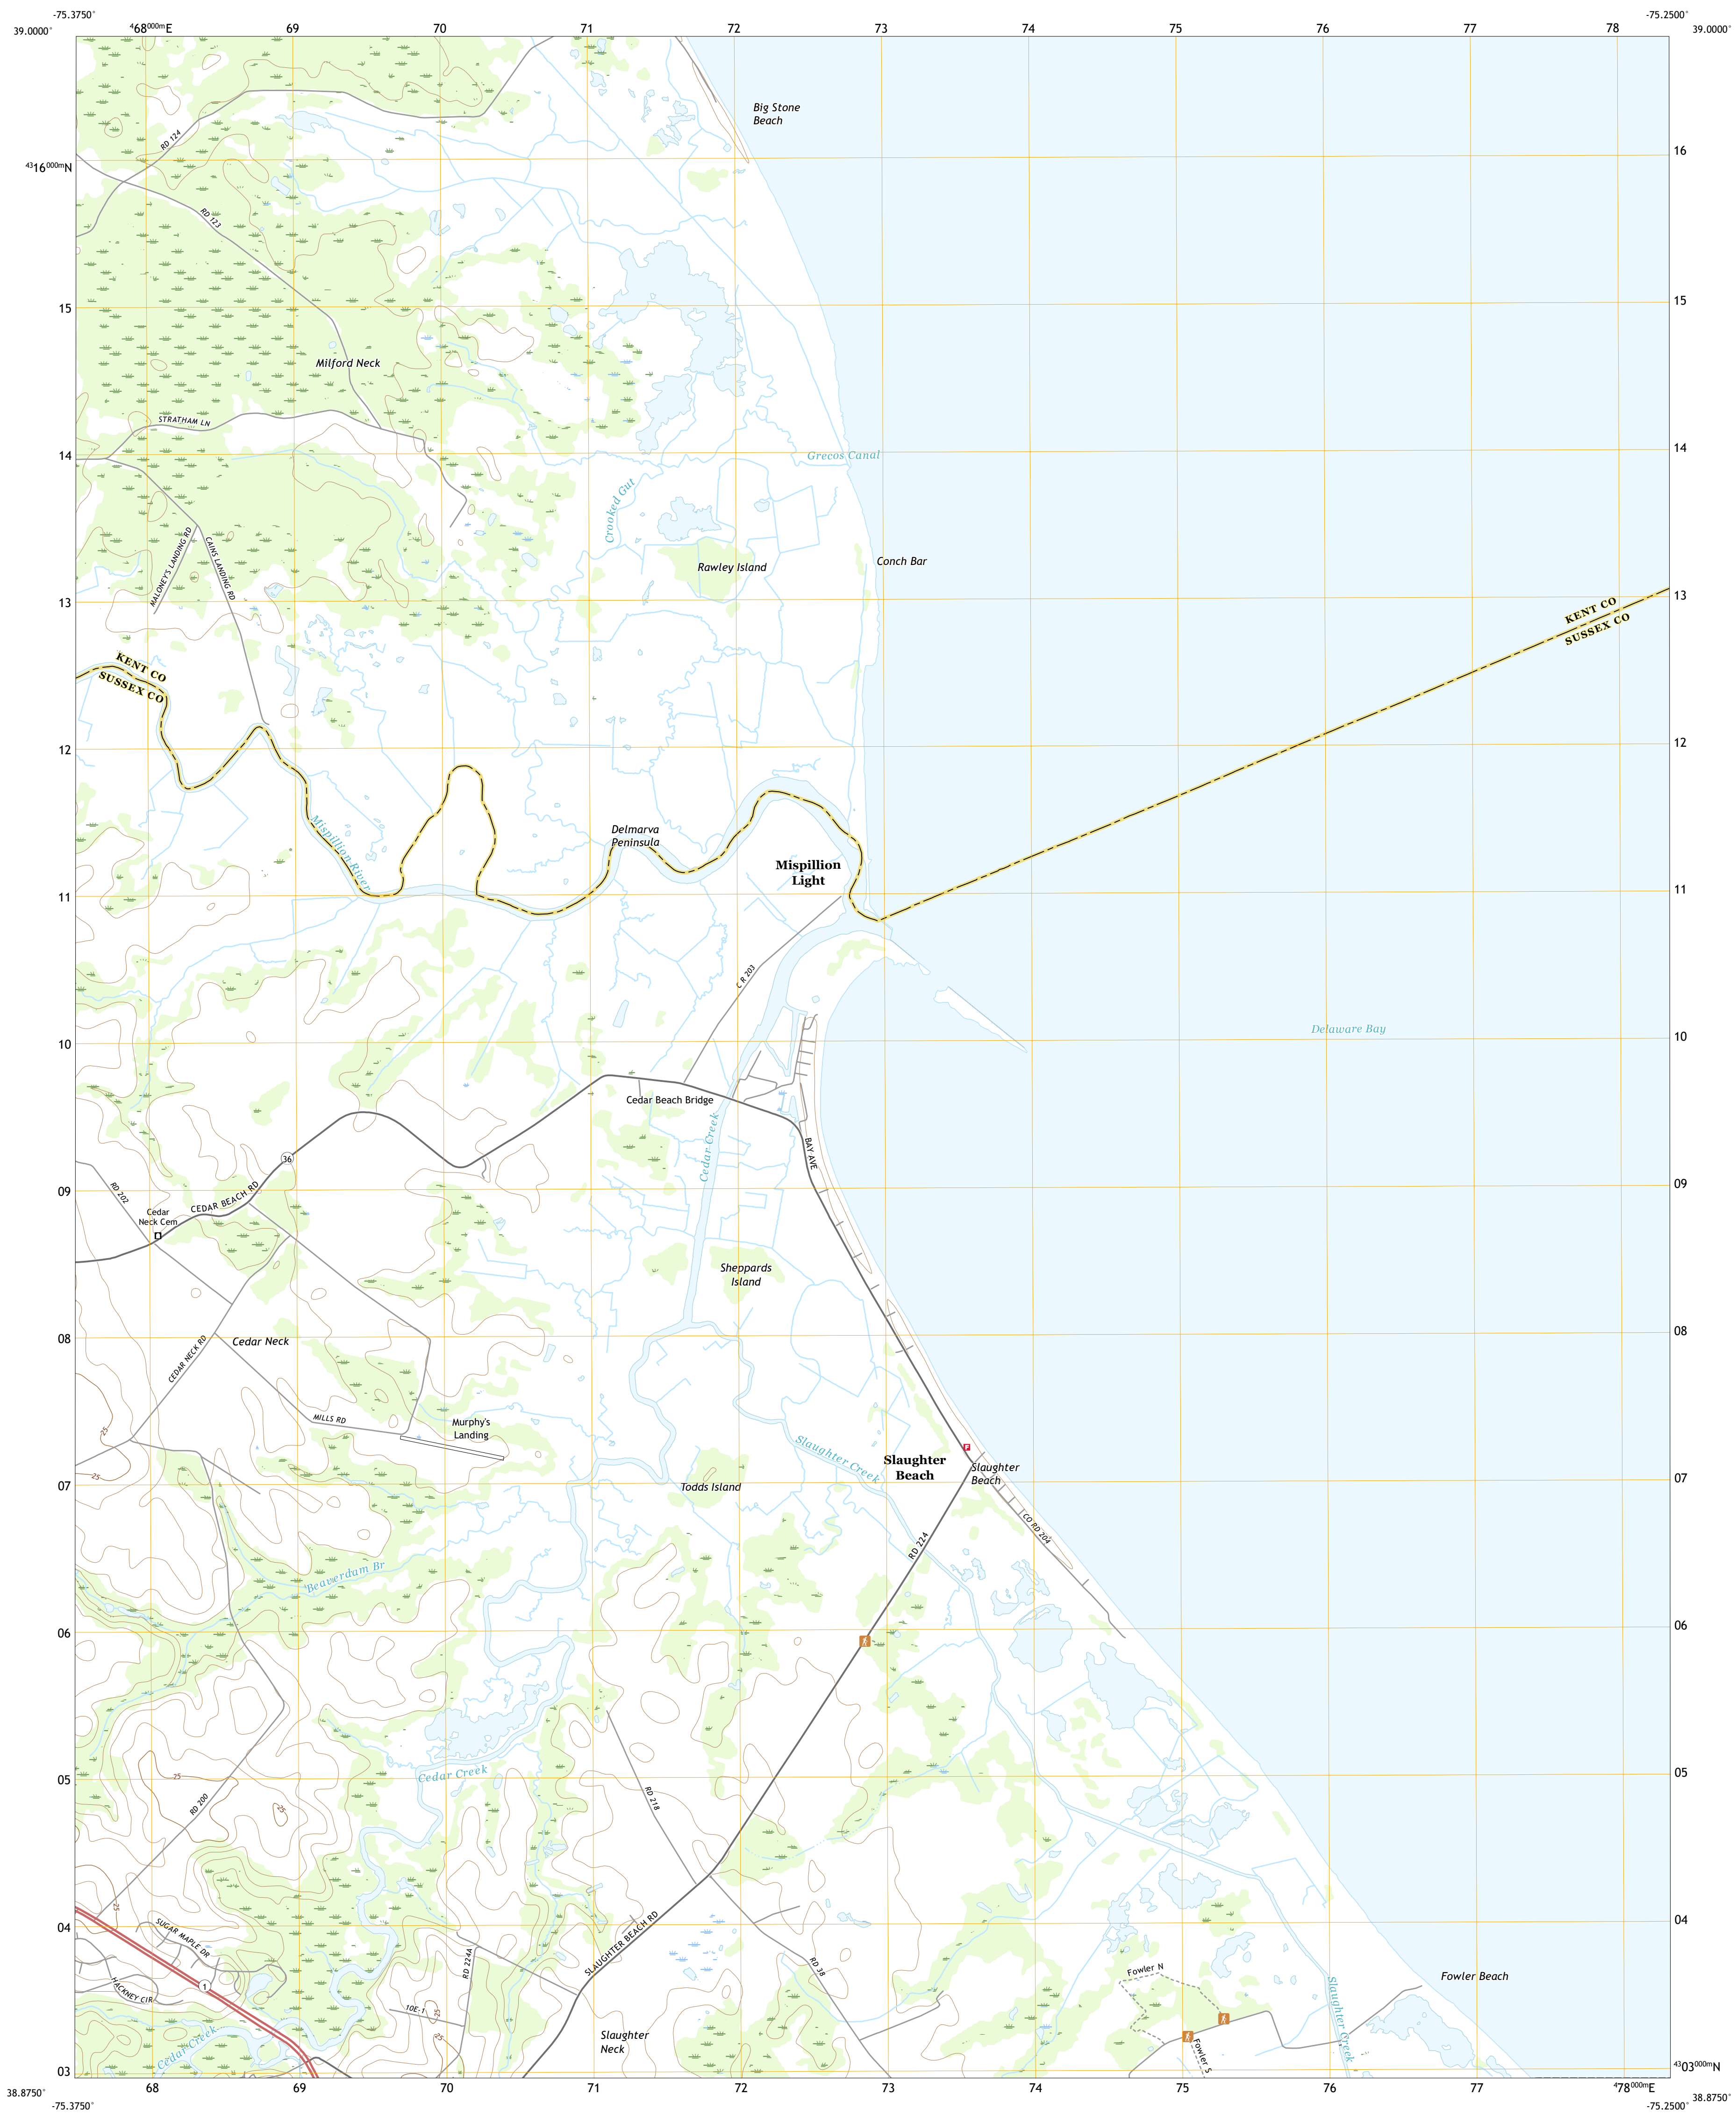 -75.3750°
-75.2500°
39.0000°
⁴68⁰⁰⁰ᵐE
69
70
71
72
73
74
75
76
77
78
39.0000°
Big Stone
Beach
RD 124
⁴³16⁰⁰⁰ᵐN
16
RD 123
15
15
Milford Neck
STRATHAM LN
14
Grecos Canal
14
Crooked Gut
MALONEYS LANDING RD
CAINS LANDING RD
Rawley Island
Conch Bar
13
13
KENT CO
SUSSEX CO
KENT CO
SUSSEX CO
12
12
Mispillion River
Delmarva
Peninsula
Mispillion
Light
11
11
C R 203
Delaware Bay
10
10
Cedar Beach Bridge
Cedar Creek
BAY AVE
36
09
09
RD 202
CEDAR BEACH RD
Cedar
Neck Cem
Sheppards
Island
08
Cedar Neck
08
CEDAR NECK RD
MILLS RD
25
Murphy's
Landing
25
Slaughter Creek
Slaughter
Beach
F
Slaughter
Beach
07
Todds Island
07
CO RD 204
RD 224
Beaverdam Br
06
06
05
25
Cedar Creek
05
RD 200
25
RD 218
25
04
04
SUGAR MAPLE DR
SLAUGHTER BEACH RD
RD 224A
RD 38
1
HACKNEY CIR
10E-1
25
25
Fowler N
Fowler Beach
Slaughter Creek
Cedar Creek
Slaughter
Neck
Fowler S
03
⁴³03⁰⁰⁰ᵐN
38.8750°
68
69
70
71
72
73
74
75
76
77
⁴78⁰⁰⁰ᵐE
38.8750°
-75.3750°
-75.2500°